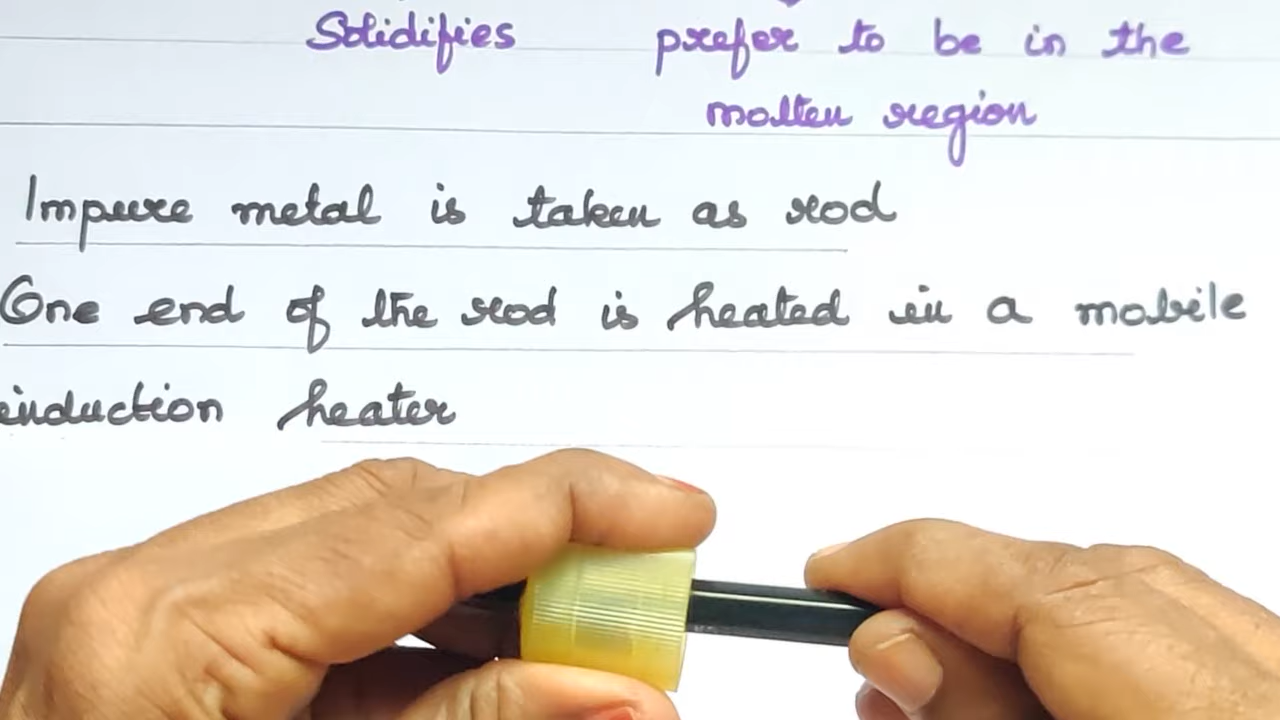 Solidifies prefer to be in the
molten region
Impure metal is taken as rod
One end of the rod is heated in a mobile
induction heater